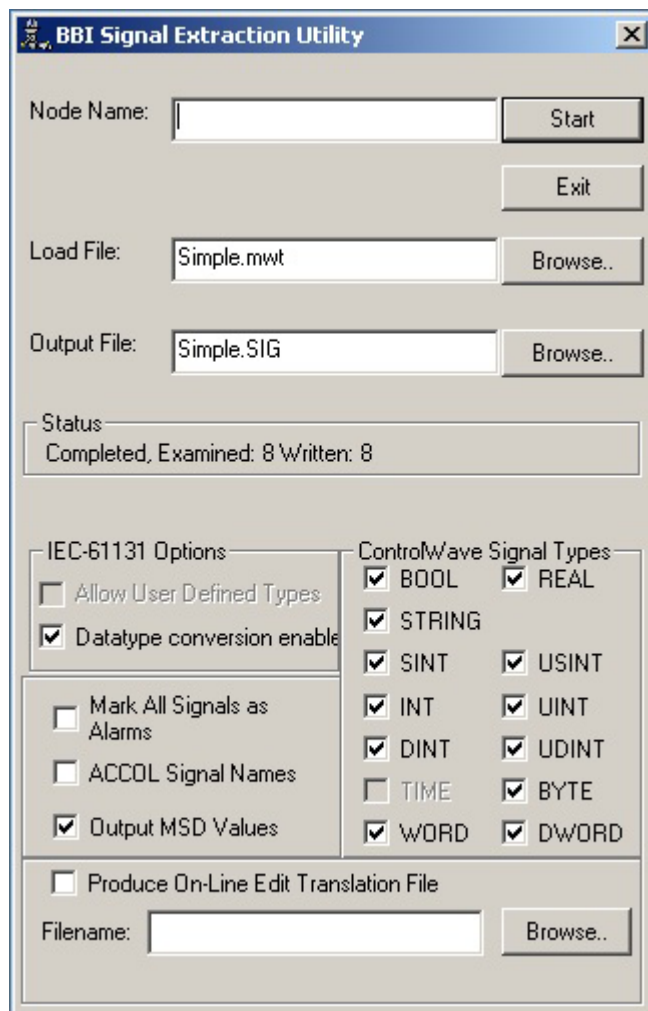 BBI Signal Extraction Utility
Node Name:
Start
Exit
Load File:
Simple.mwt
Browse..
Output File:
Simple.SIG
Browse..
Status
Completed, Examined: 8 Written: 8
IEC-61131 Options
Allow User Defined Types
Datatype conversion enable
ControlWave Signal Types
BOOL
REAL
STRING
SINT
USINT
INT
UINT
DINT
UDINT
TIME
BYTE
WORD
DWORD
Mark All Signals as
Alarms
ACCOL Signal Names
Output MSD Values
Produce On-Line Edit Translation File
Filename:
Browse..